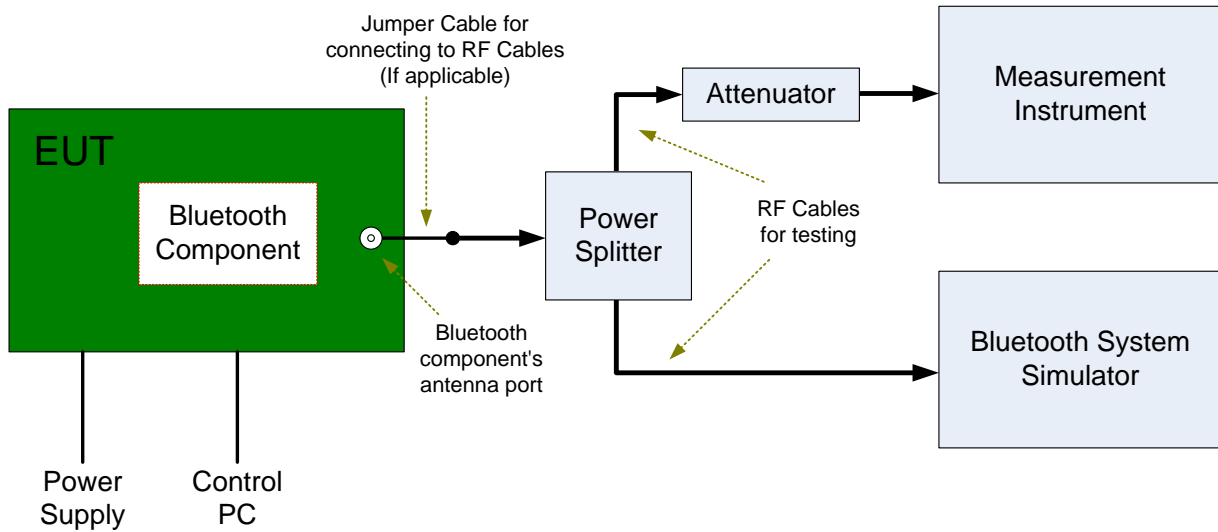 Jumper Cable for
connecting to RF Cables
(If applicable)
EUT
Bluetooth
Component
Bluetooth
component's
antenna port
Power
Supply
Control
PC
Power
Splitter
Attenuator
RF Cables
for testing
Measurement
Instrument
Bluetooth System
Simulator